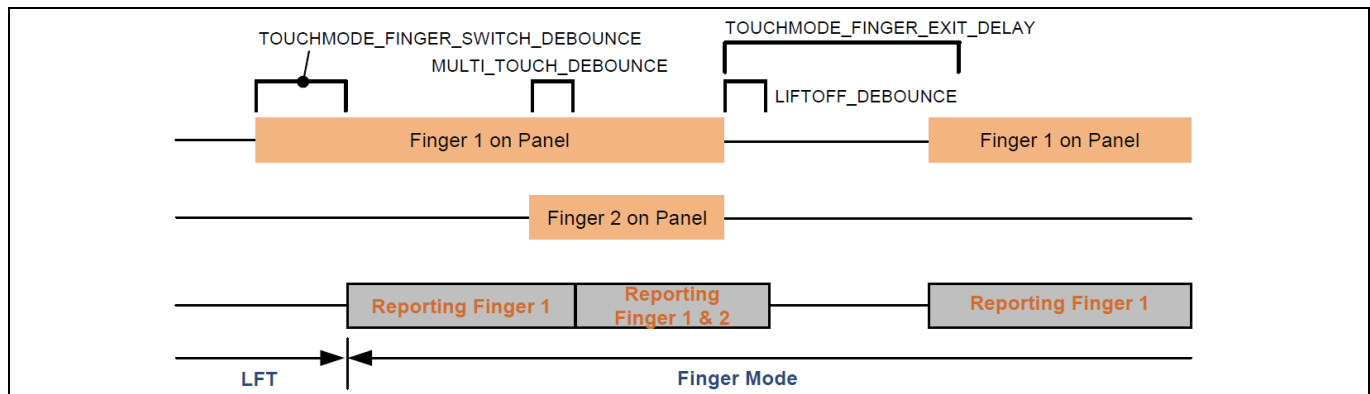 TOUCHMODE_FINGER_EXIT_DELAY
TOUCHMODE_FINGER_SWITCH_DEBOUNCE
MULTI_TOUCH_DEBOUNCE
LIFTOFF_DEBOUNCE
Finger 1 on Panel
Finger 1 on Panel
Finger 2 on Panel
Reporting Finger 1
Reporting
Finger 1 & 2
Reporting Finger 1
LFT
Finger Mode